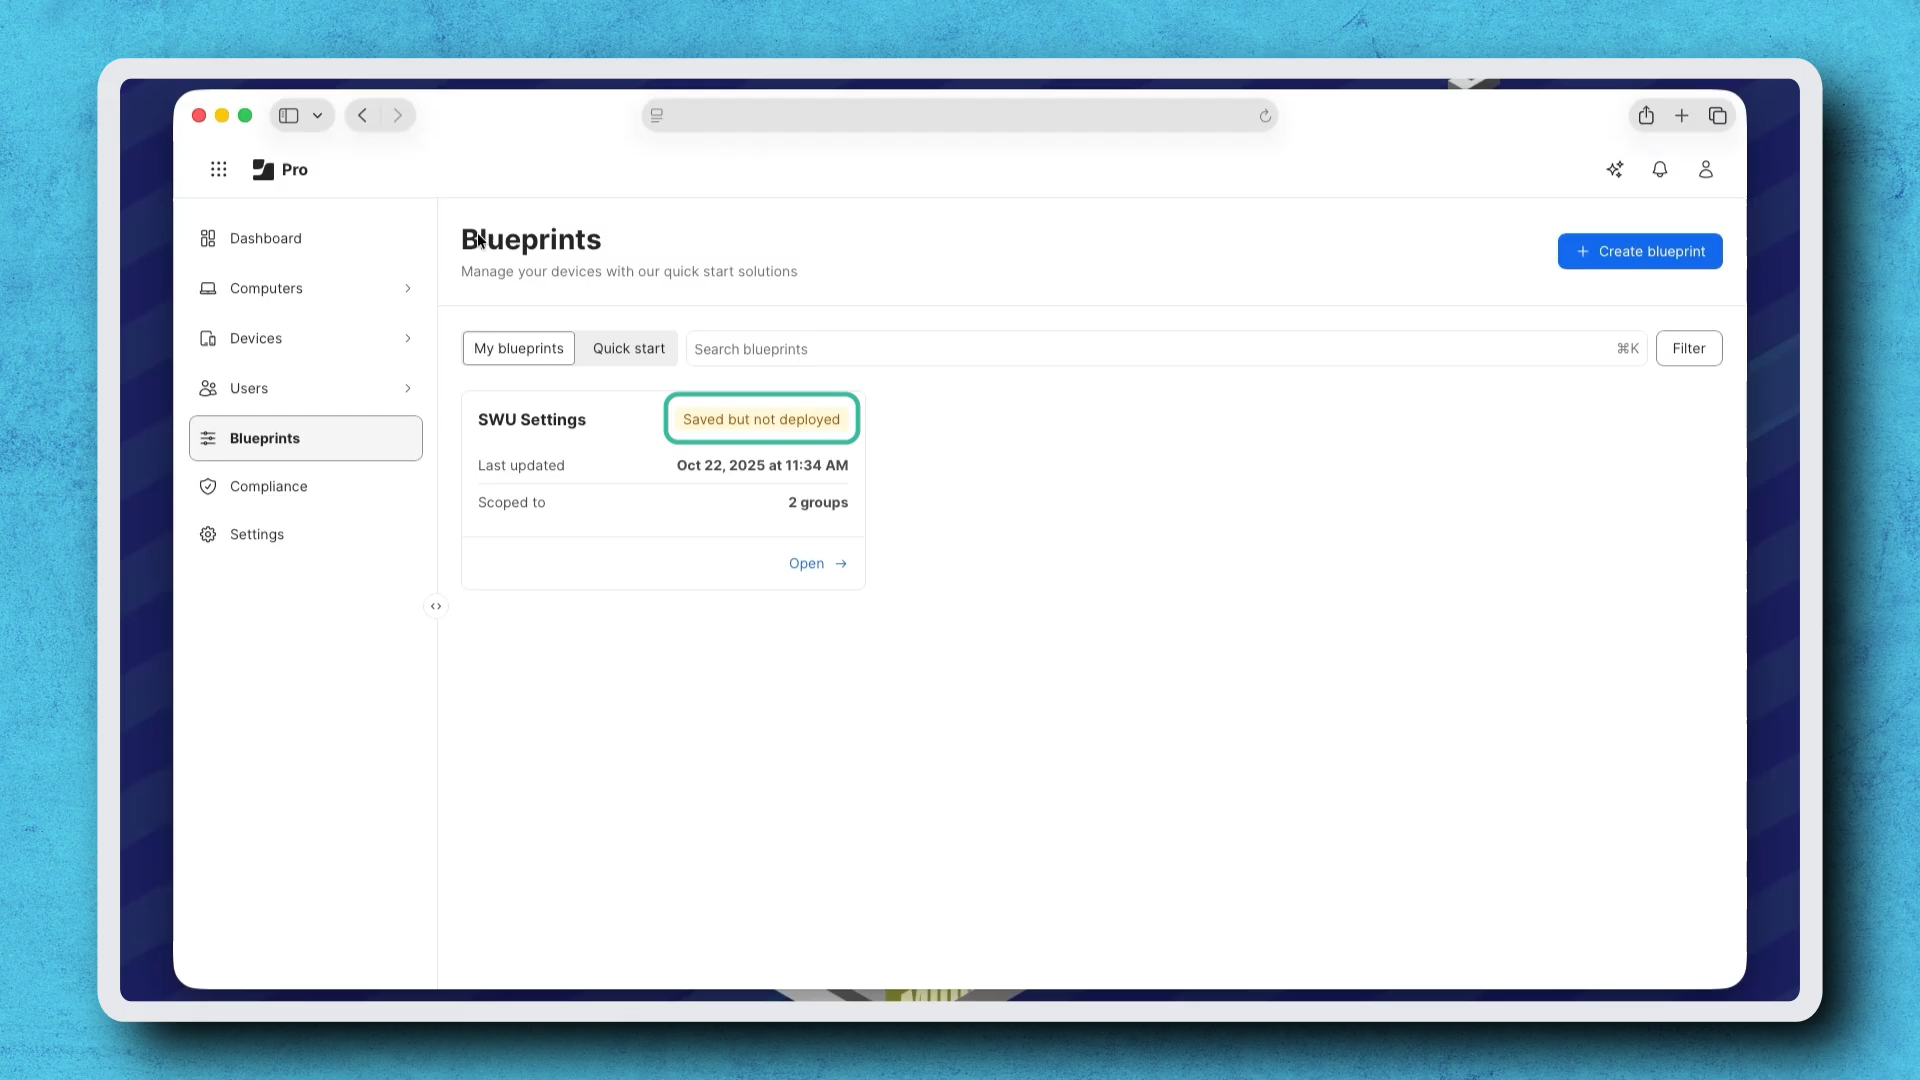 Pro
Dashboard
Computers
Devices
Users
Blueprints
Compliance
Settings
Blueprints
Manage your devices with our quick start solutions
+ Create blueprint
My blueprints
Quick start
Search blueprints
⌘K
Filter
SWU Settings
Saved but not deployed
Last updated
Oct 22, 2025 at 11:34 AM
Scoped to
2 groups
Open →